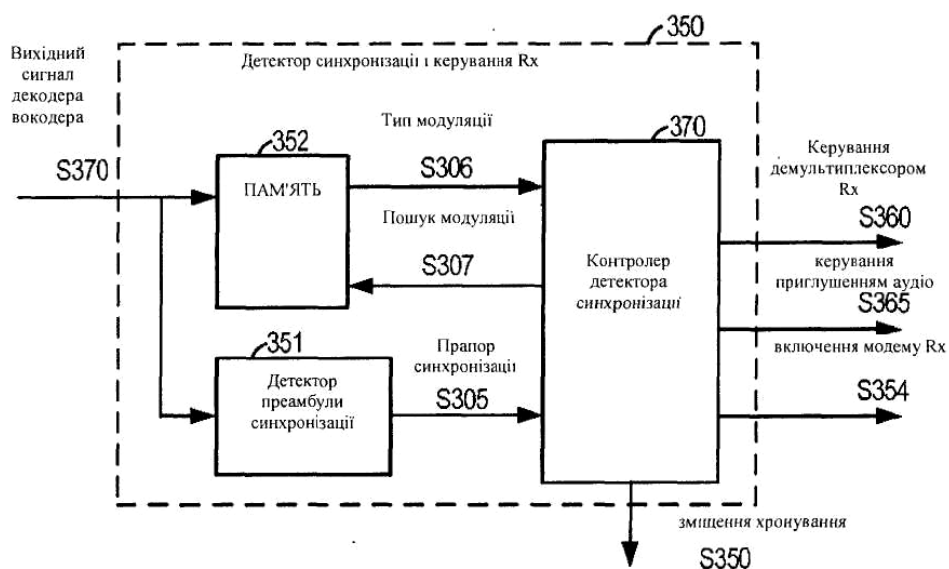 350
Вихідний
сигнал
декодера
вокодера
Детектор синхронізації і керування Rx
S370
352
ПАМ'ЯТЬ
Тип модуляції
S306
Пошук модуляції
S307
370
Контролер
детектора
синхронізації
351
Детектор
преамбули
синхронізації
Прапор
синхронізації
S305
Керування
демультиплексором
Rx
S360
керування
приглушенням аудіо
S365
включення модему Rx
S354
зміщення хронування
S350